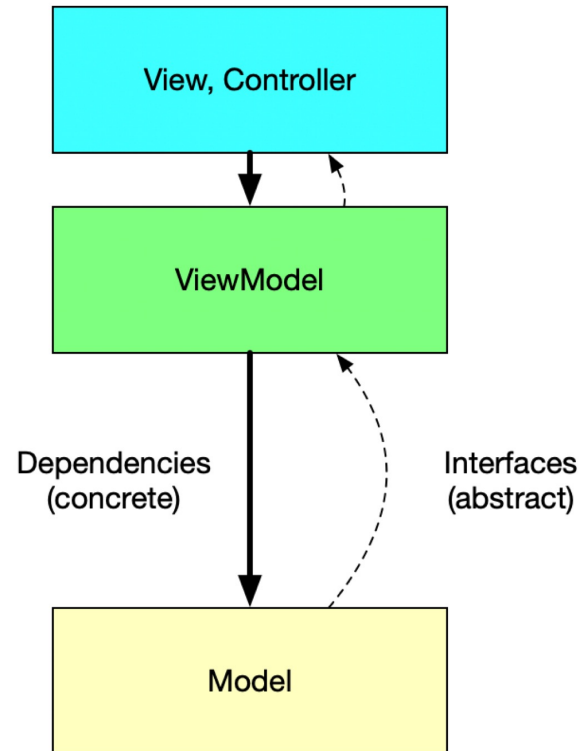 View, Controller
ViewModel
Dependencies
(concrete)
Interfaces
(abstract)
Model